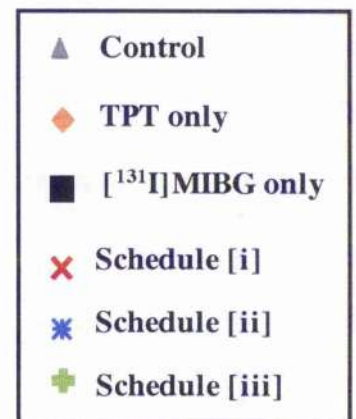 Control
TPT only
[¹³¹I]MIBG only
Schedule [i]
Schedule [ii]
Schedule [iii]